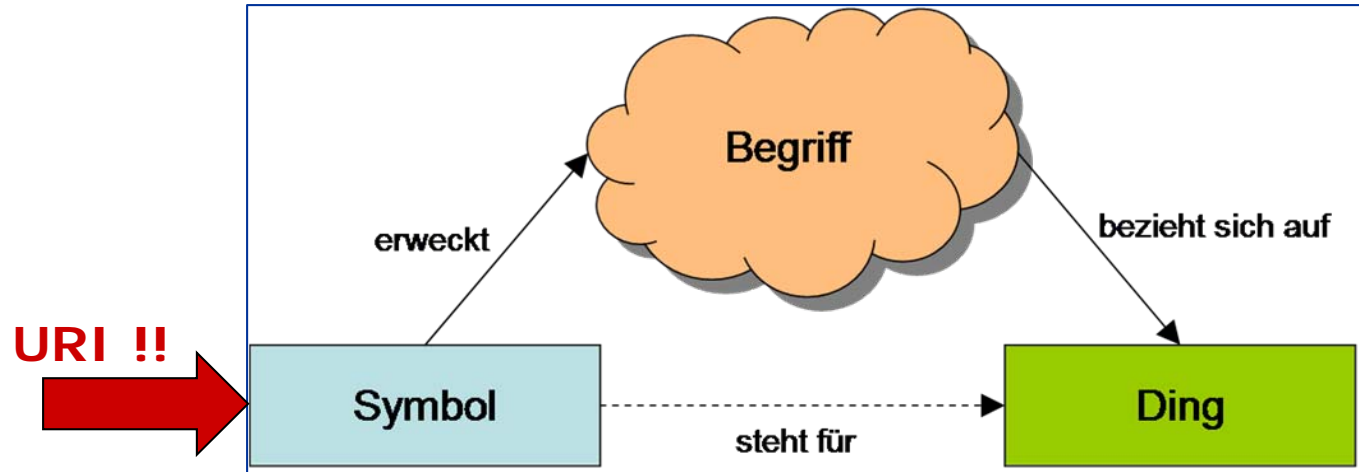 Begriff
erweckt
bezieht sich auf
URI !!
Symbol
Ding
steht für